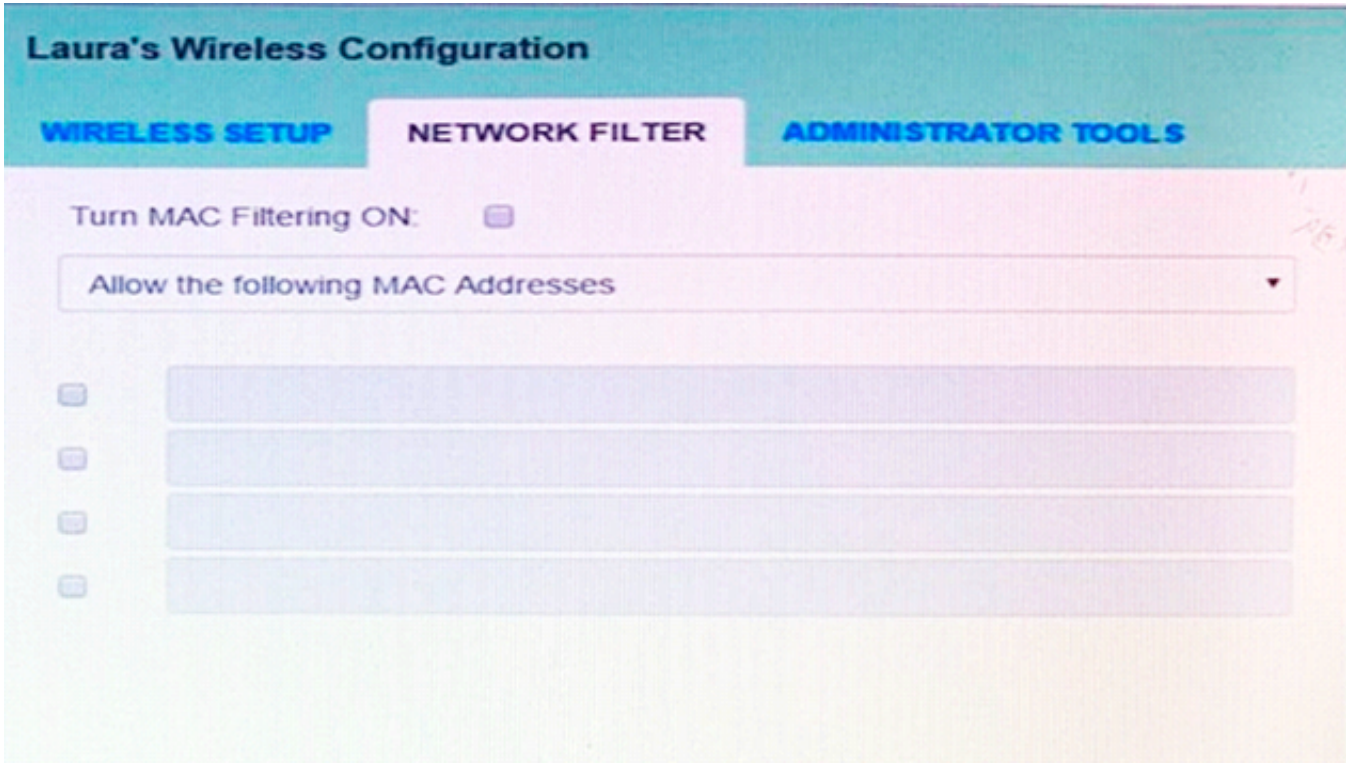 Laura's Wireless Configuration
WIRELESS SETUP NETWORK FILTER ADMINISTRATOR TOOLS
Turn MAC Filtering ON:
Allow the following MAC Addresses